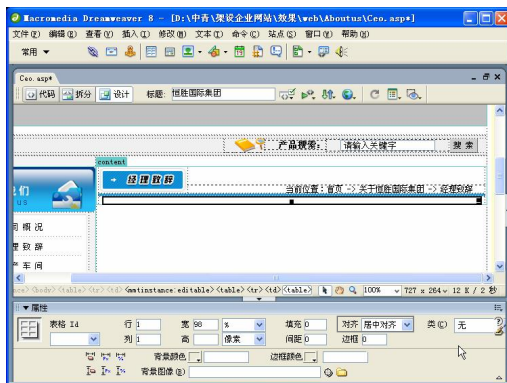 Macromedia Dreamweaver 8 - [D:\中青\架设企业网站\效果\web\Aboutus\Ceo.asp*]
文件(F) 编辑(E) 查看(V) 插入(I) 修改(M) 文本(T) 命令(C) 站点(S) 窗口(W) 帮助(H)
常用
Ceo.asp*
代码 拆分 设计 标题: 恒胜国际集团
产品搜索: 请输入关键字 搜 索
content
经理致辞
们
us
当前位置:首页 -> 关于恒胜国际集团 -> 经理致辞
司概况
理致辞
产车间
<body> <table> <tr> <td> <mmtinstance:editable> <table> <tr> <td> <table> 100% 727 x 264 12 K / 2 秒
属性
表格 Id 行 1 宽 98 % 填充 0 对齐 居中对齐 类(C) 无
列 1 高 像素 间距 0 边框 0
背景颜色 边框颜色
背景图像(B)